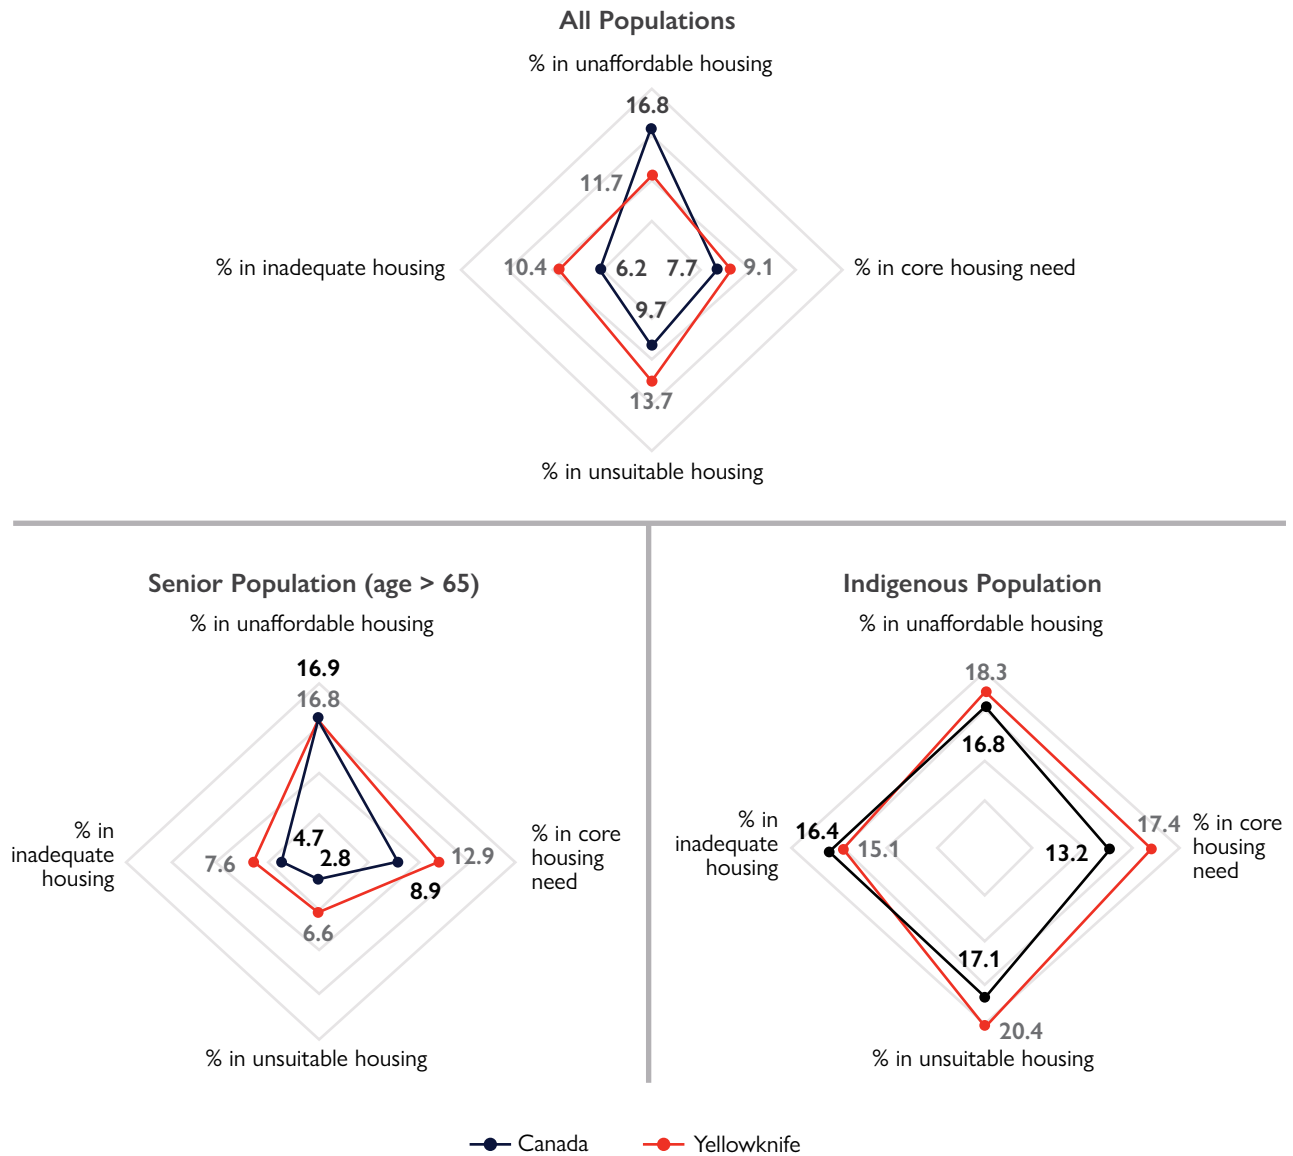 All Populations
% in unaffordable housing
16.8
11.7
% in inadequate housing
10.4
6.2
7.7
9.1
% in core housing need
9.7
13.7
% in unsuitable housing
Senior Population (age > 65)
% in unaffordable housing
16.9
16.8
% in
inadequate
housing
4.7
2.8
7.6
12.9
8.9
% in core
housing
need
6.6
% in unsuitable housing
Indigenous Population
% in unaffordable housing
18.3
16.8
% in
inadequate
housing
16.4
15.1
13.2
17.4
% in core
housing
need
17.1
20.4
% in unsuitable housing
Canada
Yellowknife